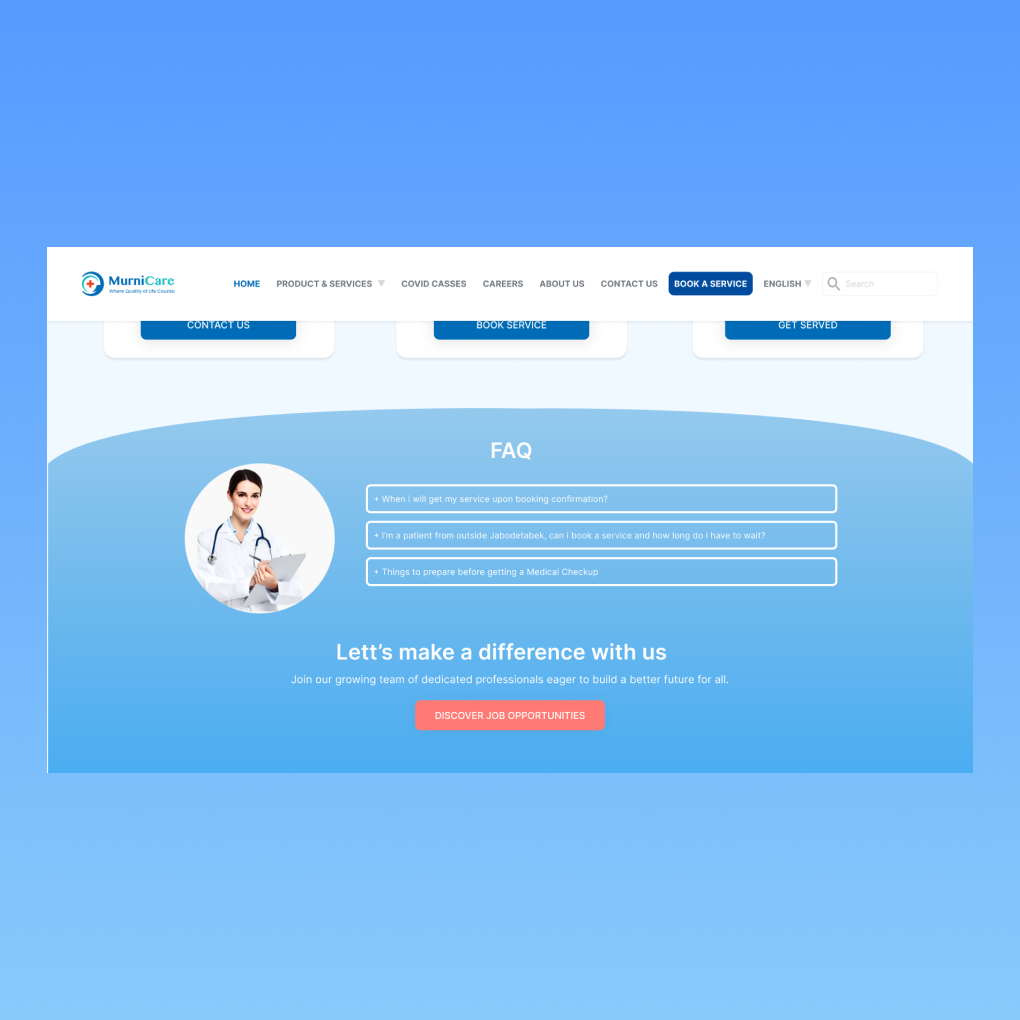 MurniCare
Where Quality of Life Counts!
HOME PRODUCT & SERVICES COVID CASSES CAREERS ABOUT US CONTACT US BOOK A SERVICE ENGLISH Search
CONTACT US BOOK SERVICE GET SERVED
FAQ
+ When i will get my service upon booking confirmation?
+ I'm a patient from outside Jabodetabek, can i book a service and how long do i have to wait?
+ Things to prepare before getting a Medical Checkup
Lett’s make a difference with us
Join our growing team of dedicated professionals eager to build a better future for all.
DISCOVER JOB OPPORTUNITIES